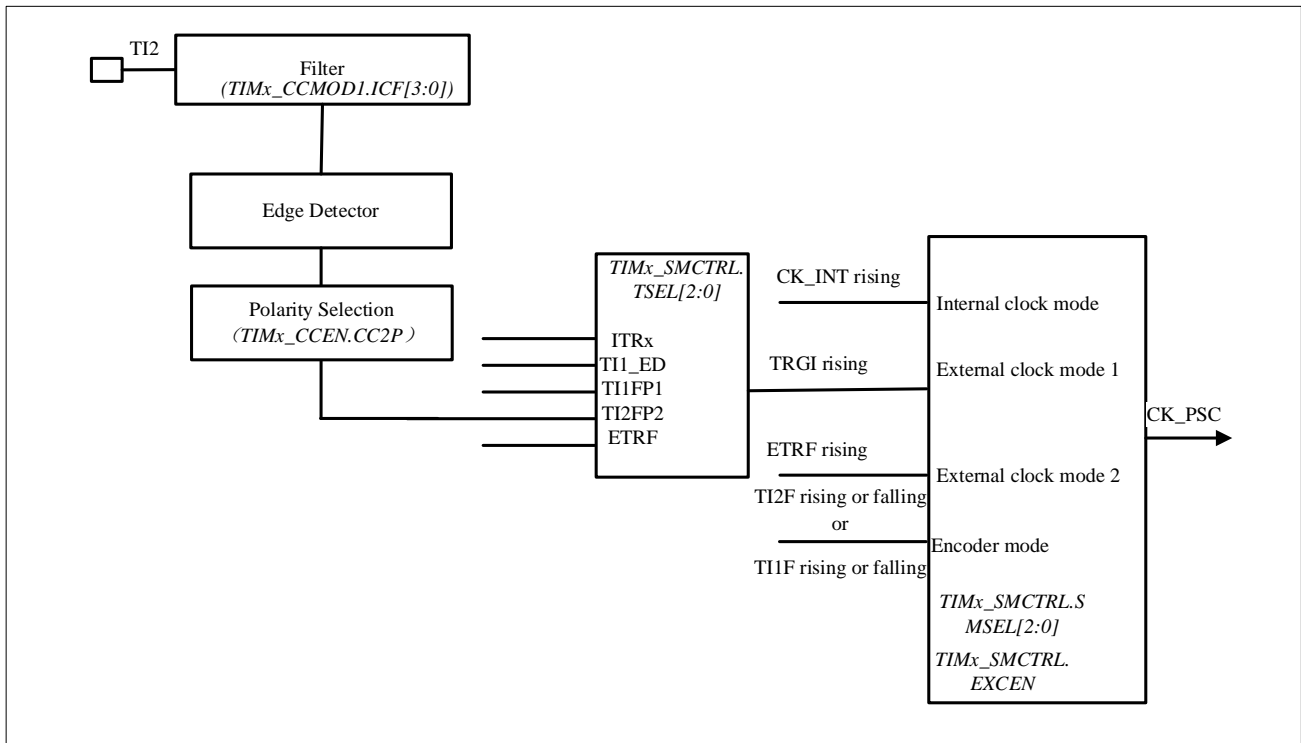 TI2
Filter
(TIMx_CCMOD1.ICF[3:0])
Edge Detector
Polarity Selection
（TIMx_CCEN.CC2P）
TIMx_SMCTRL.
TSEL[2:0]
ITRx
TI1_ED
TI1FP1
TI2FP2
ETRF
CK_INT rising
TRGI rising
ETRF rising
TI2F rising or falling
or
TI1F rising or falling
Internal clock mode
External clock mode 1
External clock mode 2
Encoder mode
TIMx_SMCTRL.S
MSEL[2:0]
TIMx_SMCTRL.
EXCEN
CK_PSC